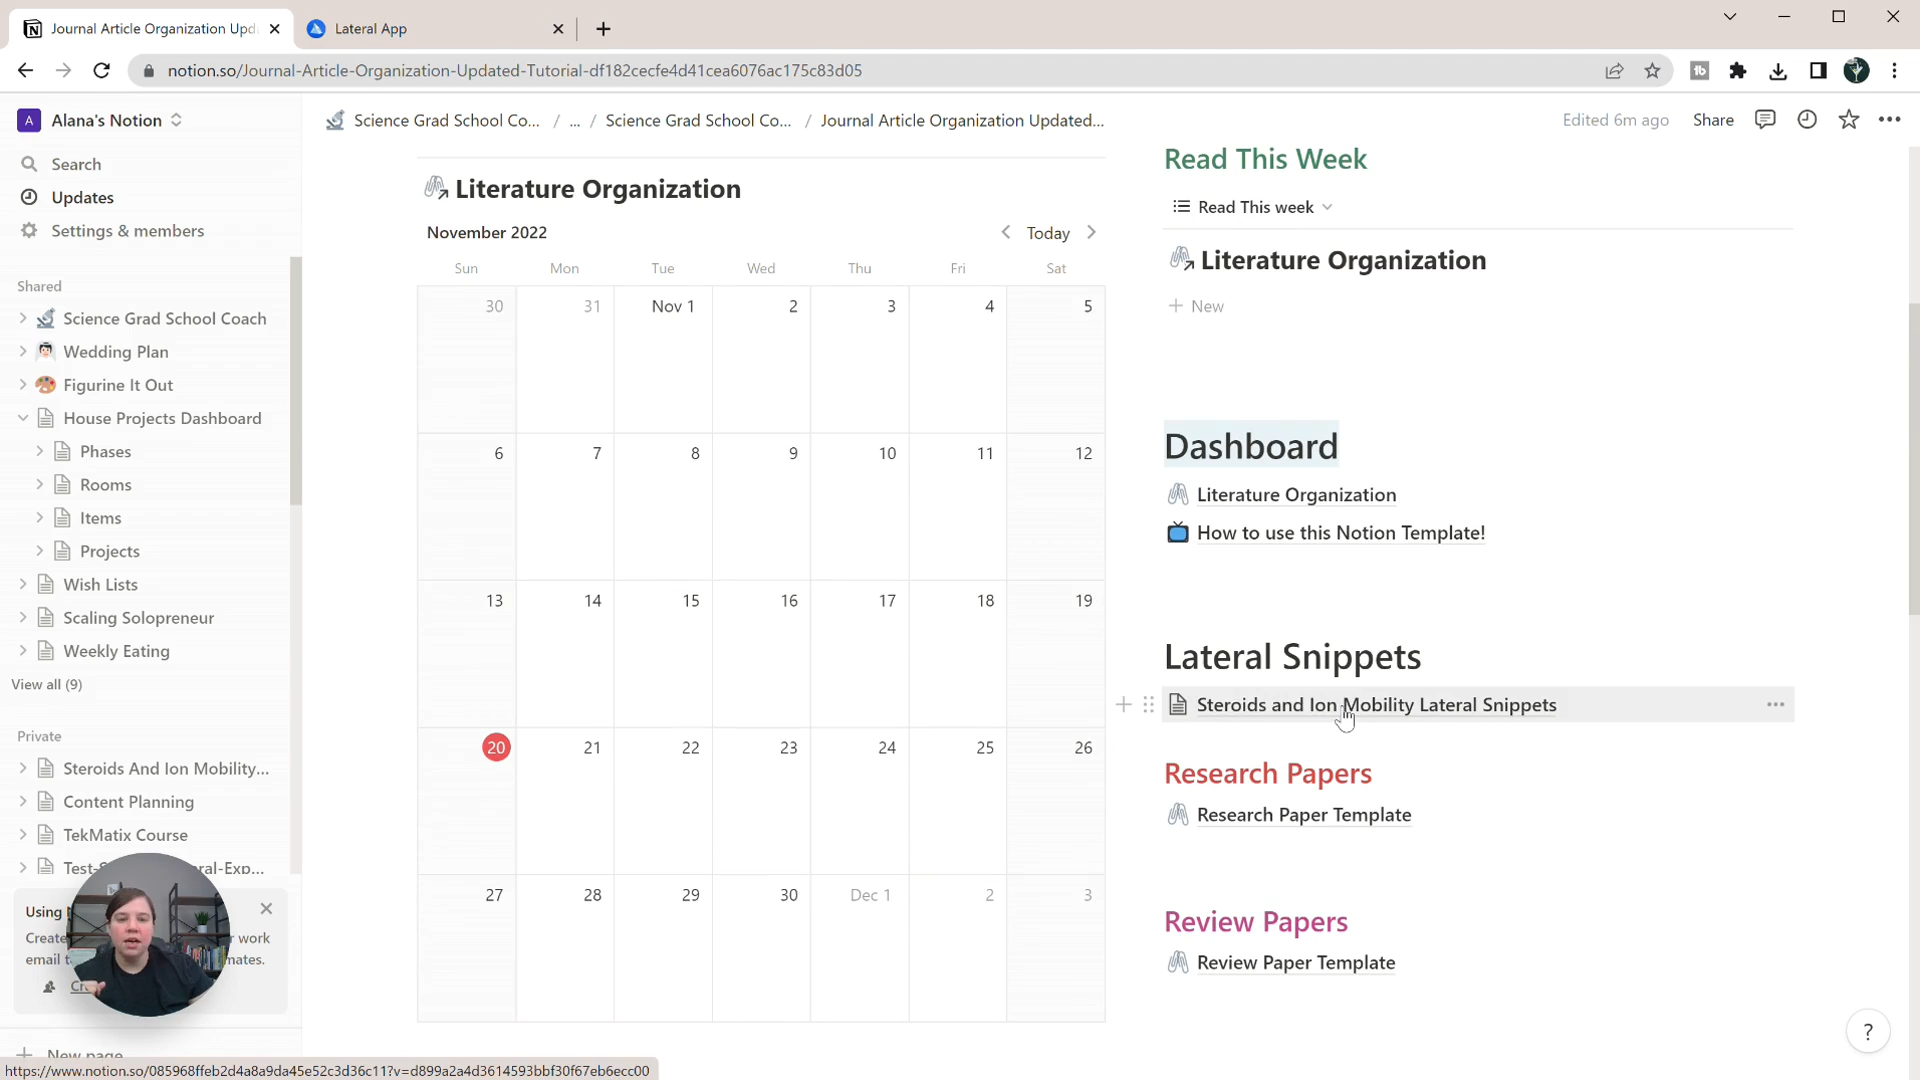 Journal Article Organization Upd
Lateral App
notion.so/Journal-Article-Organization-Updated-Tutorial-df182cecfe4d41cea6076ac175c83d05
A Alana's Notion
Search
Updates
Settings & members
Shared
Science Grad School Coach
Wedding Plan
Figurine It Out
House Projects Dashboard
Phases
Rooms
Items
Projects
Wish Lists
Scaling Solopreneur
Weekly Eating
View all (9)
Private
Steroids And Ion Mobility...
Content Planning
TekMatix Course
Test- ral-Exp...
Using
Create work
email t mates.
New page
https://www.notion.so/085968ffeb2d4a8a9da45e52c3d36c11?v=d899a2a4d3614593bbf30f67eb6ecc00
Science Grad School Co... / ... / Science Grad School Co... / Journal Article Organization Updated...
Edited 6m ago Share
Literature Organization
November 2022 Today
Sun Mon Tue Wed Thu Fri Sat
30 31 Nov 1 2 3 4 5
6 7 8 9 10 11 12
13 14 15 16 17 18 19
20 21 22 23 24 25 26
27 28 29 30 Dec 1 2 3
Read This Week
Read This week
Literature Organization
+ New
Dashboard
Literature Organization
How to use this Notion Template!
Lateral Snippets
Steroids and Ion Mobility Lateral Snippets
Research Papers
Research Paper Template
Review Papers
Review Paper Template
?